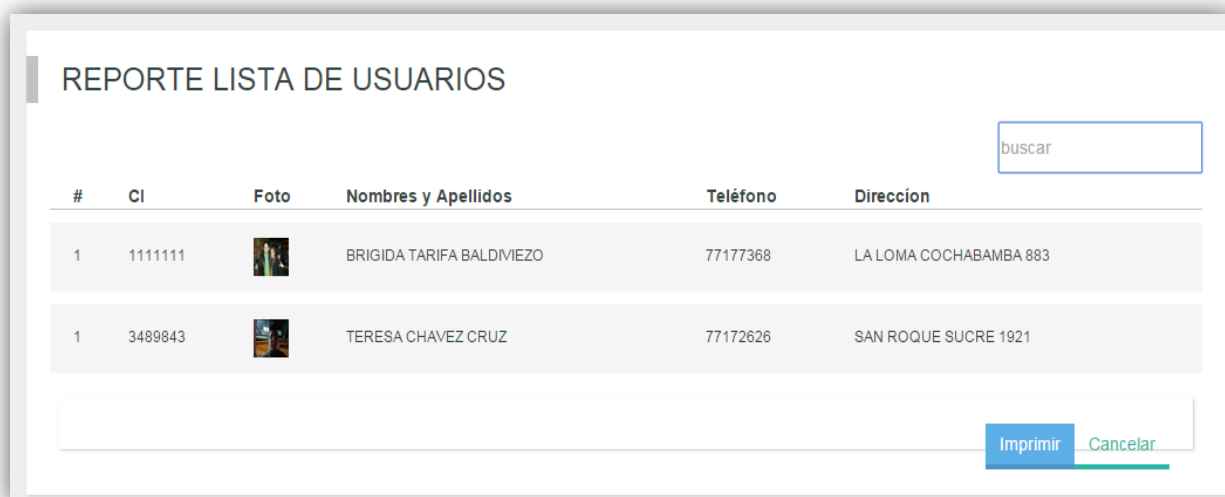 REPORTE LISTA DE USUARIOS
buscar
# CI Foto Nombres y Apellidos Teléfono Direccíon
1 1111111 BRIGIDA TARIFA BALDIVIEZO 77177368 LA LOMA COCHABAMBA 883
1 3489843 TERESA CHAVEZ CRUZ 77172626 SAN ROQUE SUCRE 1921
Imprimir Cancelar